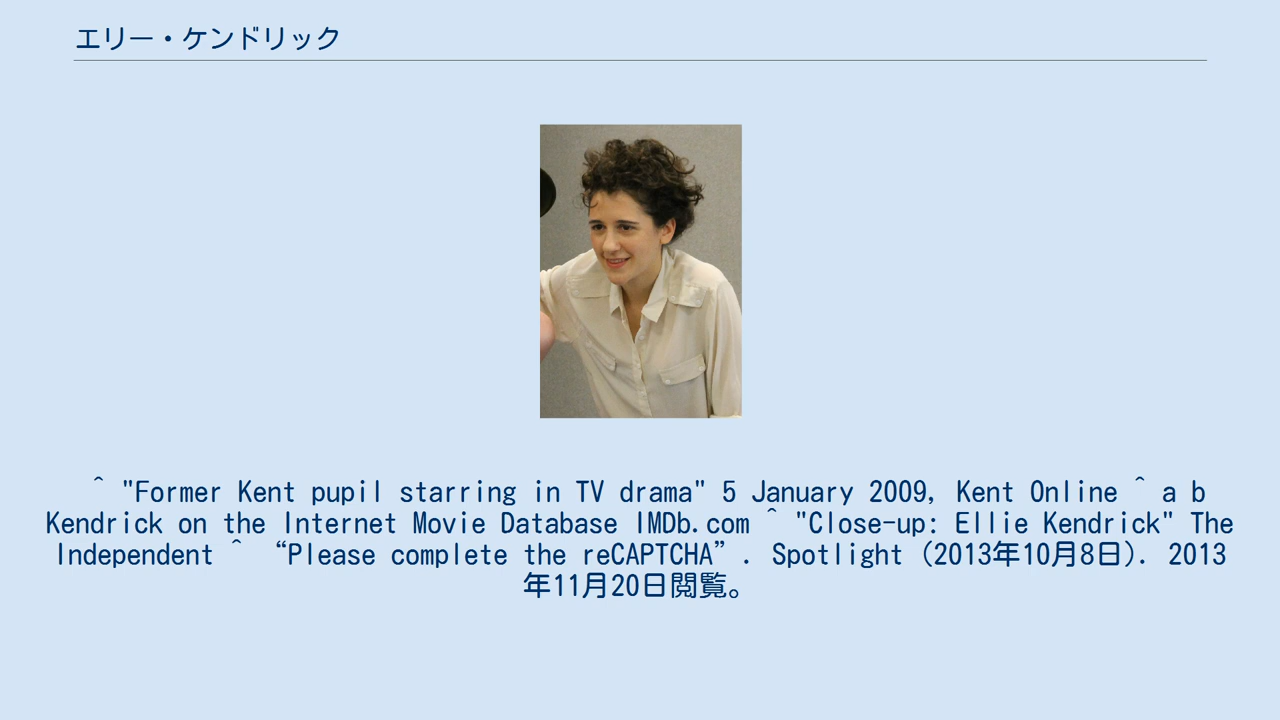 エリー・ケンドリック
^ "Former Kent pupil starring in TV drama" 5 January 2009, Kent Online ^ a b
Kendrick on the Internet Movie Database IMDb.com ^ "Close-up: Ellie Kendrick" The
Independent ^ “Please complete the reCAPTCHA”. Spotlight (2013年10月8日). 2013
年11月20日閲覧。